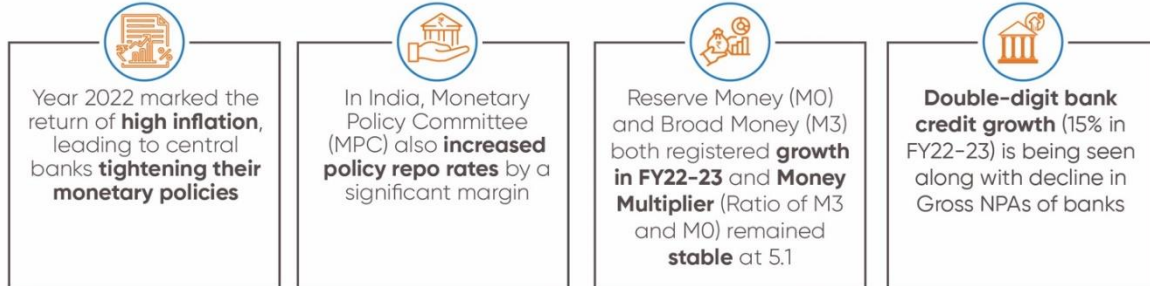 Year 2022 marked the
return of high inflation,
leading to central
banks tightening their
monetary policies
In India, Monetary
Policy Committee
(MPC) also increased
policy repo rates by a
significant margin
Reserve Money (M0)
and Broad Money (M3)
both registered growth
in FY22-23 and Money
Multiplier (Ratio of M3
and M0) remained
stable at 5.1
Double-digit bank
credit growth (15% in
FY22-23) is being seen
along with decline in
Gross NPAs of banks